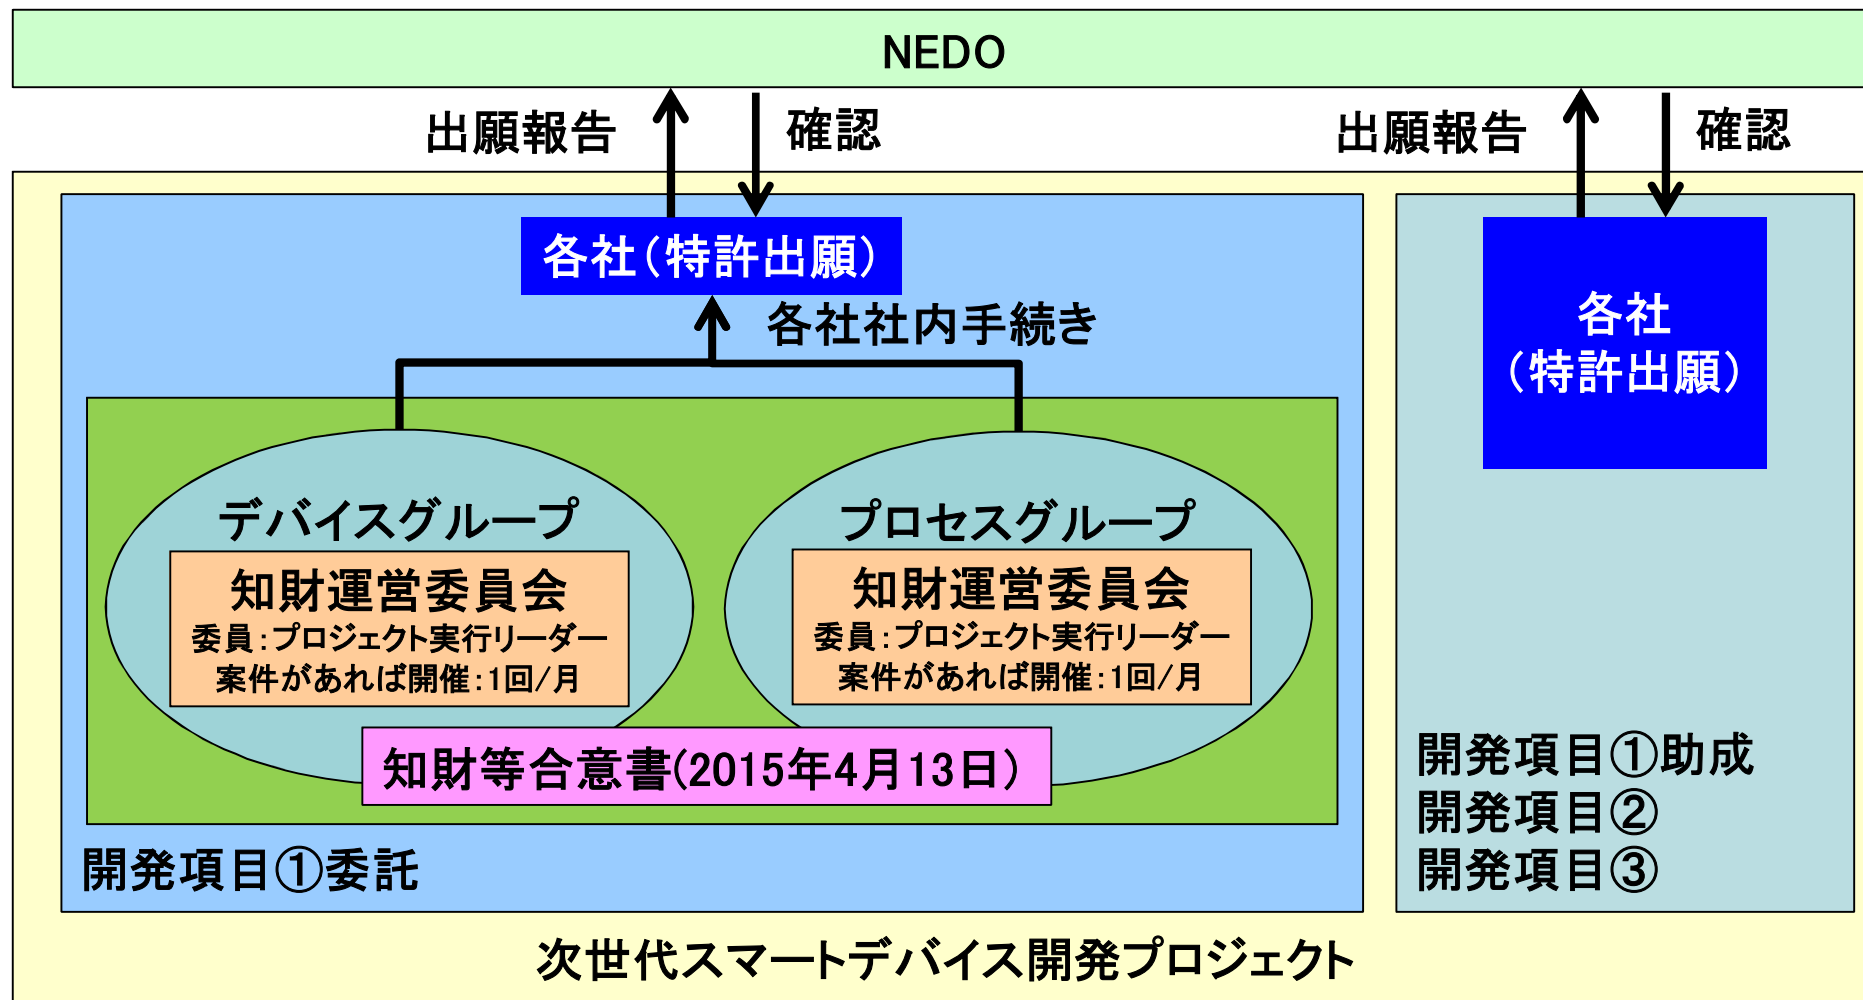 NEDO
出願報告
確認
出願報告
確認
各社(特許出願)
各社社内手続き
デバイスグループ
知財運営委員会
委員:プロジェクト実行リーダー
案件があれば開催:1回/月
プロセスグループ
知財運営委員会
委員:プロジェクト実行リーダー
案件があれば開催:1回/月
知財等合意書(2015年4月13日)
開発項目①委託
各社
(特許出願)
開発項目①助成
開発項目②
開発項目③
次世代スマートデバイス開発プロジェクト